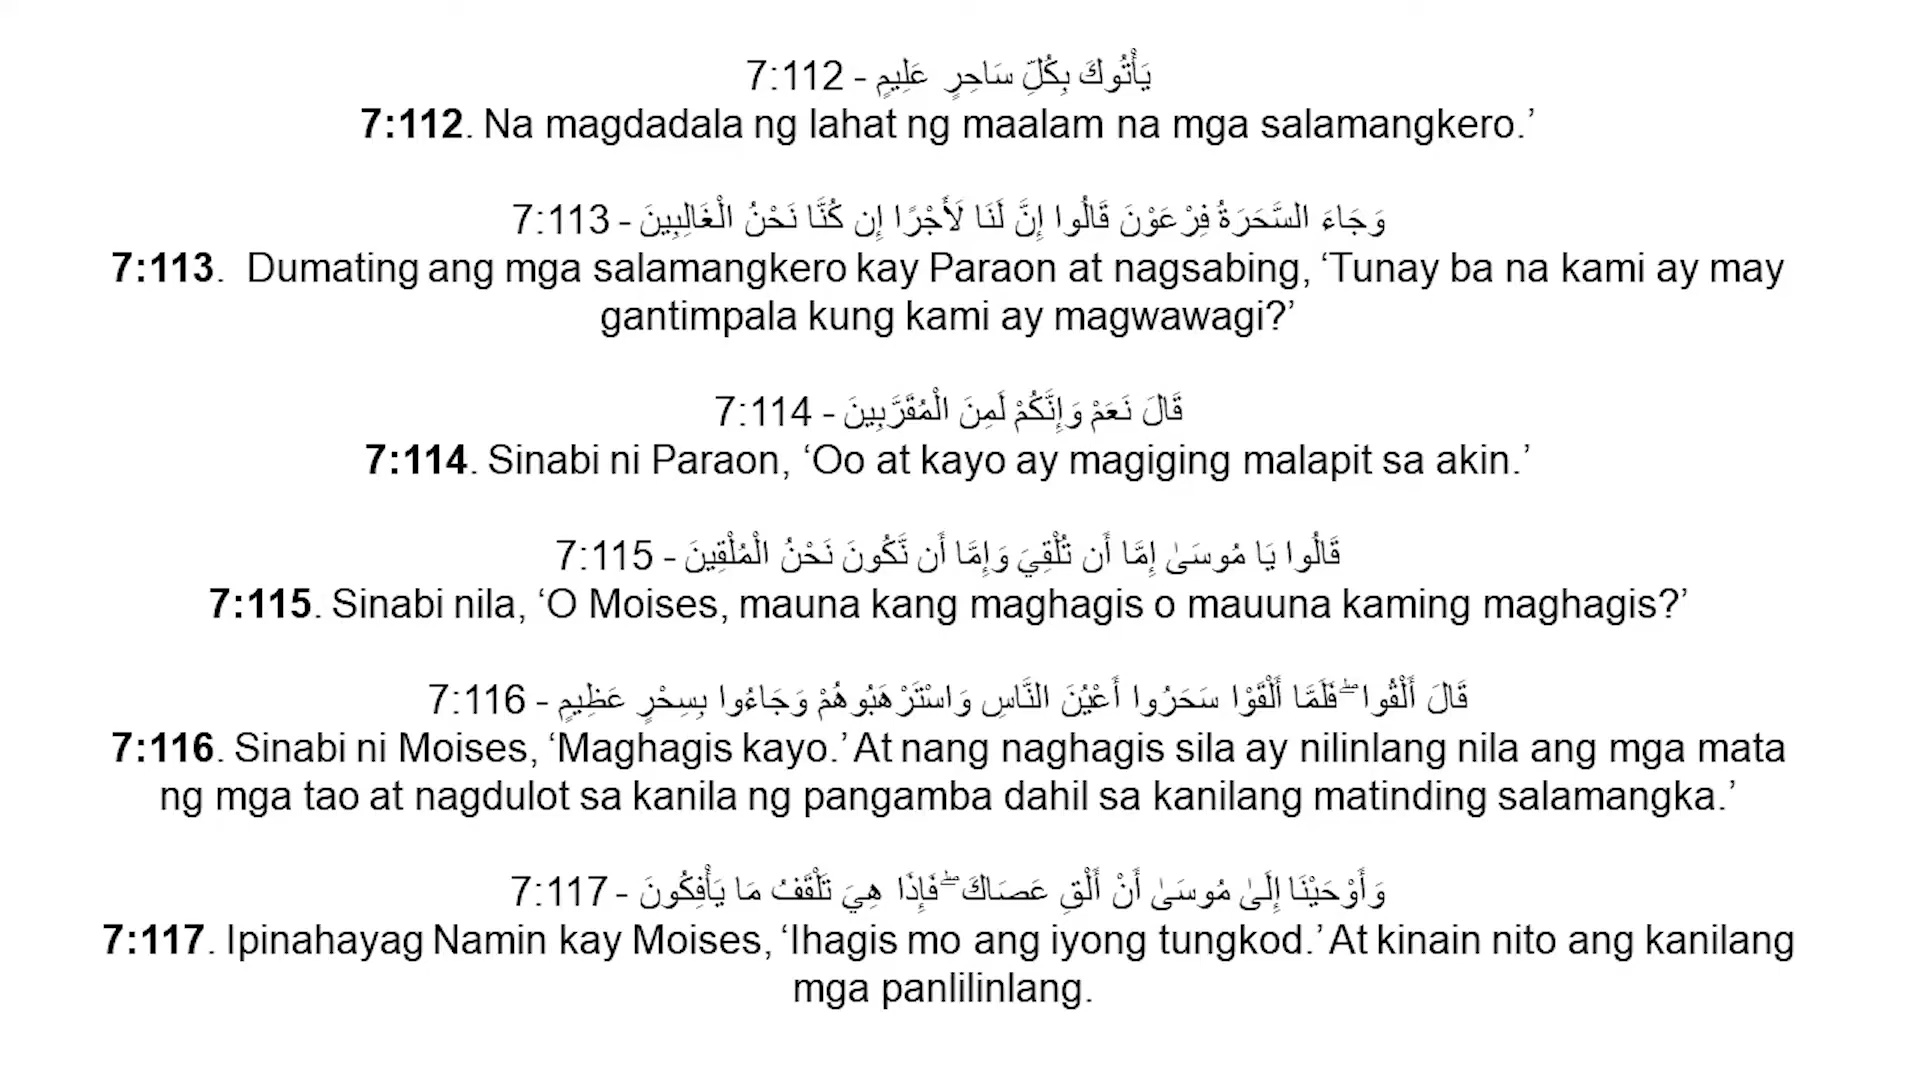 7:112 - يَأْتُوكَ بِكُلِّ سَاحِرٍ عَلِيمٍ
7:112. Na magdadala ng lahat ng maalam na mga salamangkero.’
7:113 - وَجَاءَ السَّحَرَةُ فِرْعَوْنَ قَالُوا إِنَّ لَنَا لَأَجْرًا إِن كُنَّا نَحْنُ الْغَالِبِينَ
7:113. Dumating ang mga salamangkero kay Paraon at nagsabing, ‘Tunay ba na kami ay may
gantimpala kung kami ay magwawagi?’
7:114 - قَالَ نَعَمْ وَإِنَّكُمْ لَمِنَ الْمُقَرَّبِينَ
7:114. Sinabi ni Paraon, ‘Oo at kayo ay magiging malapit sa akin.’
7:115 - قَالُوا يَا مُوسَىٰ إِمَّا أَن تُلْقِيَ وَإِمَّا أَن نَّكُونَ نَحْنُ الْمُلْقِينَ
7:115. Sinabi nila, ‘O Moises, mauna kang maghagis o mauuna kaming maghagis?’
7:116 - قَالَ أَلْقُوا ۖ فَلَمَّا أَلْقَوْا سَحَرُوا أَعْيُنَ النَّاسِ وَاسْتَرْهَبُوهُمْ وَجَاءُوا بِسِحْرٍ عَظِيمٍ
7:116. Sinabi ni Moises, ‘Maghagis kayo.’ At nang naghagis sila ay nilinlang nila ang mga mata
ng mga tao at nagdulot sa kanila ng pangamba dahil sa kanilang matinding salamangka.’
7:117 - وَأَوْحَيْنَا إِلَىٰ مُوسَىٰ أَنْ أَلْقِ عَصَاكَ ۖ فَإِذَا هِيَ تَلْقَفُ مَا يَأْفِكُونَ
7:117. Ipinahayag Namin kay Moises, ‘Ihagis mo ang iyong tungkod.’ At kinain nito ang kanilang
mga panlilinlang.